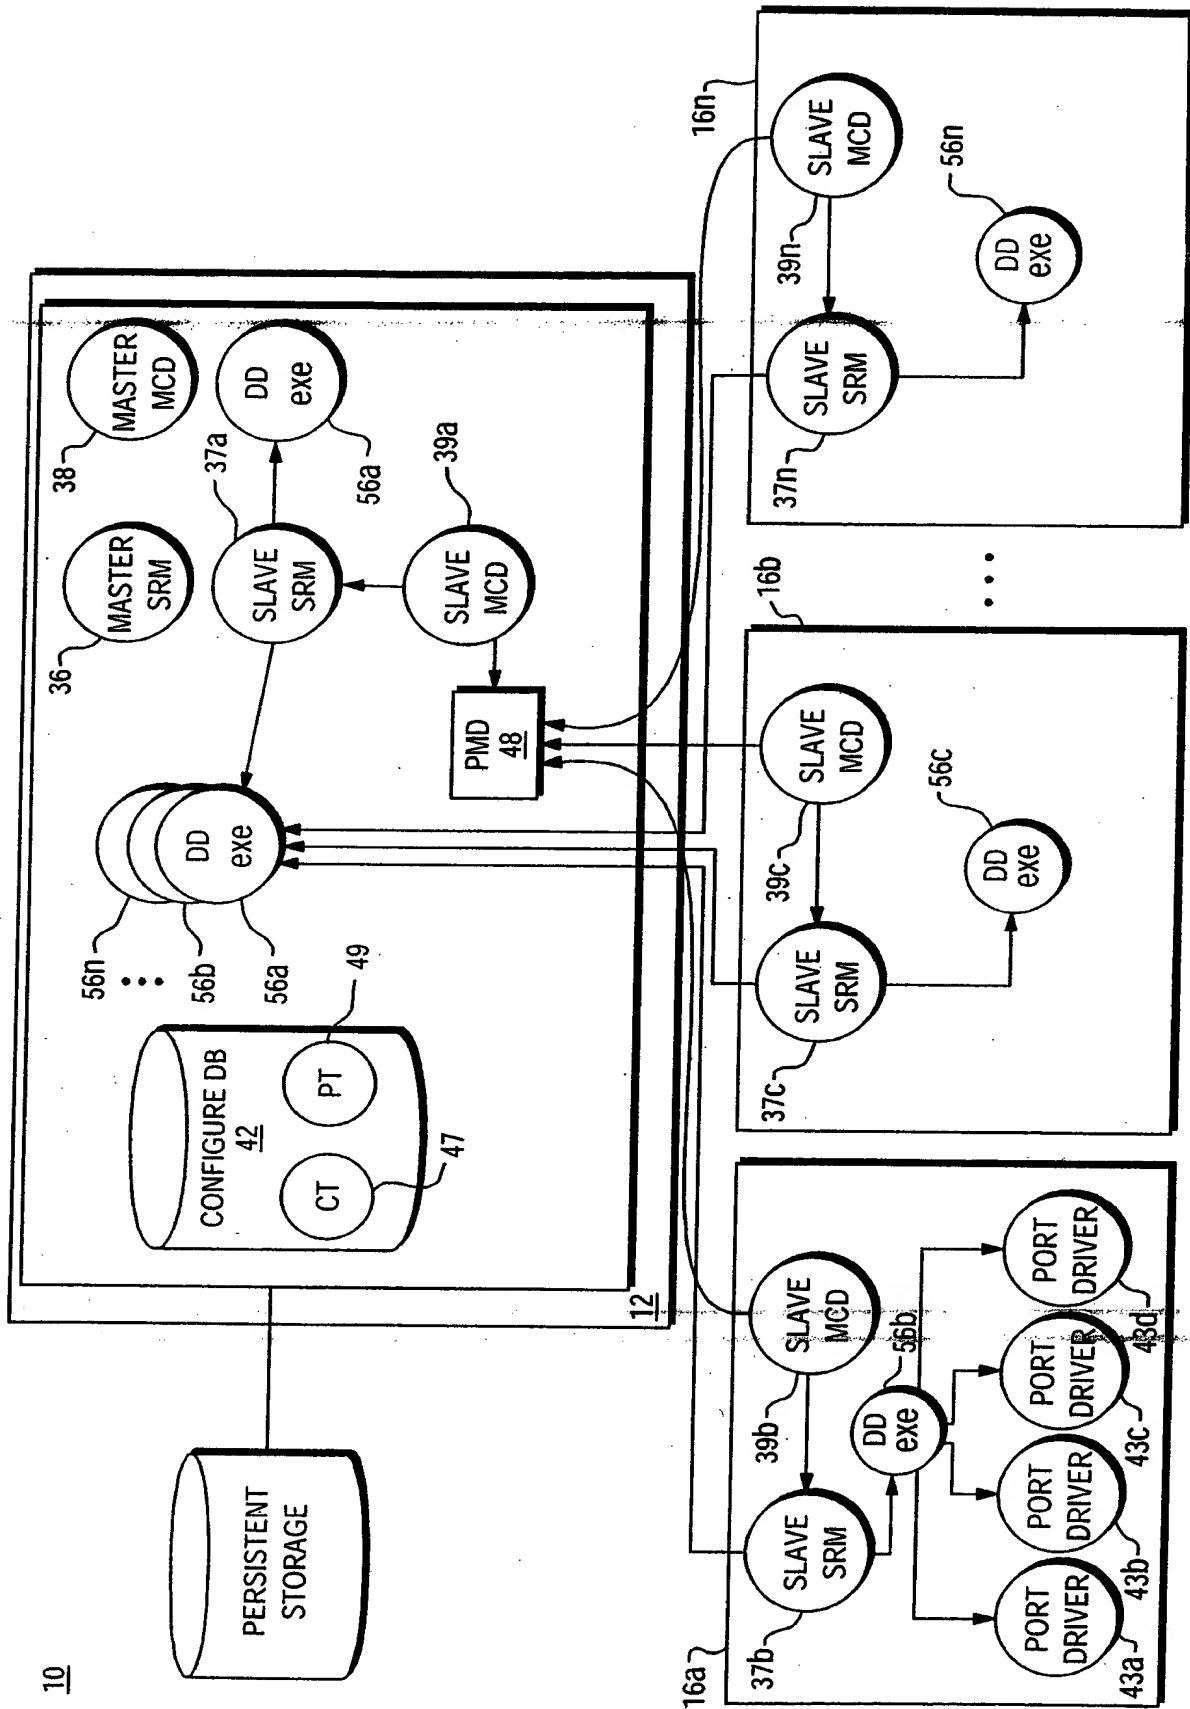 10
PERSISTENT
STORAGE
12
CONFIGURE DB
42
CT
47
PT
49
56n
56b
56a
DD
exe
36
MASTER
SRM
38
MASTER
MCD
37a
SLAVE
SRM
DD
exe
56a
39a
SLAVE
MCD
PMD
48
16a
37b
SLAVE
SRM
39b
SLAVE
MCD
DD
exe
56b
PORT
DRIVER
43a
PORT
DRIVER
43b
PORT
DRIVER
43c
PORT
DRIVER
43d
16b
37c
SLAVE
SRM
39c
SLAVE
MCD
DD
exe
56c
16n
37n
SLAVE
SRM
39n
SLAVE
MCD
DD
exe
56n